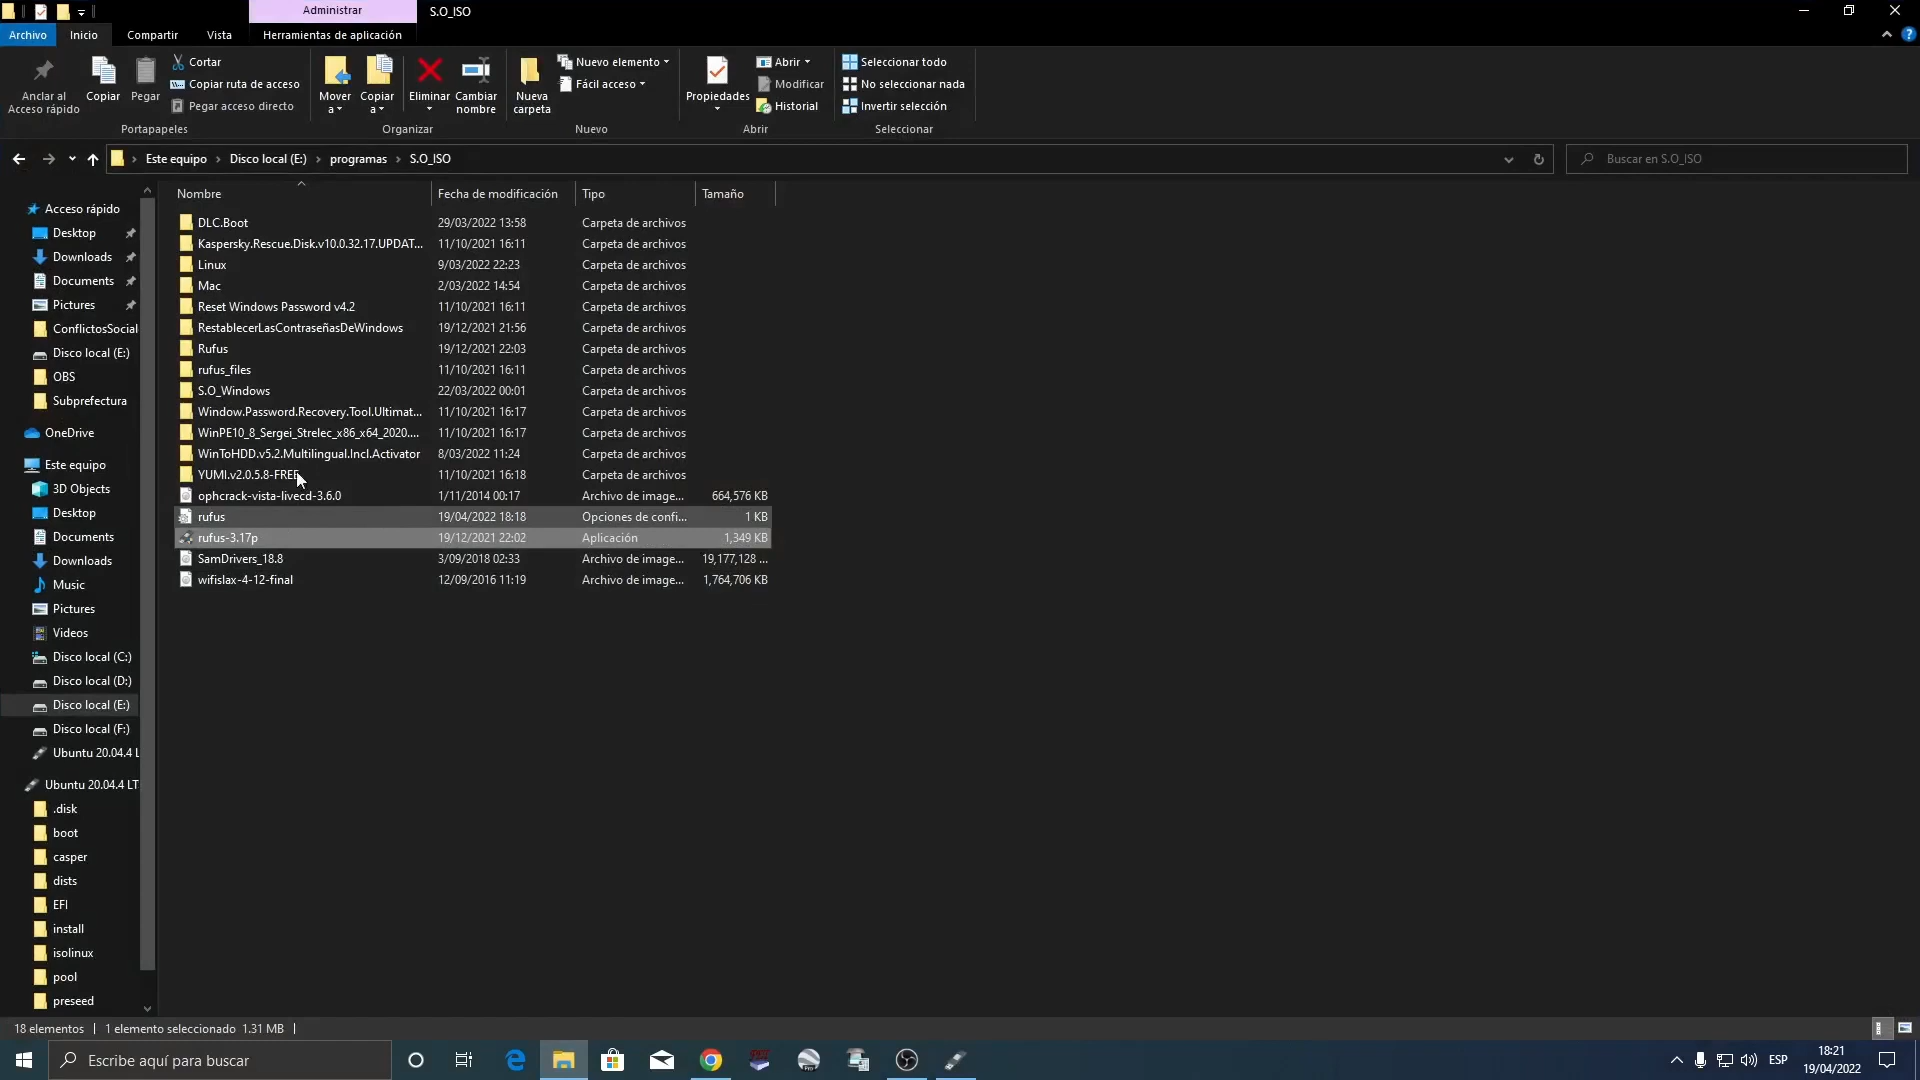 Administrar
S.O_ISO
Archivo
Inicio
Compartir
Vista
Herramientas de aplicación
Anclar al
Acceso rápido
Copiar
Pegar
Cortar
Copiar ruta de acceso
Pegar acceso directo
Portapapeles
Mover
a
Copiar
a
Eliminar
Cambiar
nombre
Organizar
Nueva
carpeta
Nuevo elemento
Fácil acceso
Nuevo
Propiedades
Abrir
Modificar
Historial
Abrir
Seleccionar todo
No seleccionar nada
Invertir selección
Seleccionar
Este equipo
Disco local (E:)
programas
S.O_ISO
Buscar en S.O_ISO
Acceso rápido
Desktop
Downloads
Documents
Pictures
ConflictosSocial
Disco local (E:)
OBS
Subprefectura
OneDrive
Este equipo
3D Objects
Desktop
Documents
Downloads
Music
Pictures
Videos
Disco local (C:)
Disco local (D:)
Disco local (E:)
Disco local (F:)
Ubuntu 20.04.4 L
Ubuntu 20.04.4 LT
.disk
boot
casper
dists
EFI
install
isolinux
pool
preseed
Nombre Fecha de modificación Tipo Tamaño
DLC.Boot 29/03/2022 13:58 Carpeta de archivos
Kaspersky.Rescue.Disk.v10.0.32.17.UPDAT... 11/10/2021 16:11 Carpeta de archivos
Linux 9/03/2022 22:23 Carpeta de archivos
Mac 2/03/2022 14:54 Carpeta de archivos
Reset Windows Password v4.2 11/10/2021 16:11 Carpeta de archivos
RestablecerLasContraseñasDeWindows 19/12/2021 21:56 Carpeta de archivos
Rufus 19/12/2021 22:03 Carpeta de archivos
rufus_files 11/10/2021 16:11 Carpeta de archivos
S.O_Windows 22/03/2022 00:01 Carpeta de archivos
Window.Password.Recovery.Tool.Ultimat... 11/10/2021 16:17 Carpeta de archivos
WinPE10_8_Sergei_Strelec_x86_x64_2020.... 11/10/2021 16:17 Carpeta de archivos
WinToHDD.v5.2.Multilingual.Incl.Activator 8/03/2022 11:24 Carpeta de archivos
YUMI.v2.0.5.8-FREE 11/10/2021 16:18 Carpeta de archivos
ophcrack-vista-livecd-3.6.0 1/11/2014 00:17 Archivo de image... 664,576 KB
rufus 19/04/2022 18:18 Opciones de confi... 1 KB
rufus-3.17p 19/12/2021 22:02 Aplicación 1,349 KB
SamDrivers_18.8 3/09/2018 02:33 Archivo de image... 19,177,128 ...
wifislax-4-12-final 12/09/2016 11:19 Archivo de image... 1,764,706 KB
18 elementos
1 elemento seleccionado 1.31 MB
Escribe aquí para buscar
ESP
18:21
19/04/2022